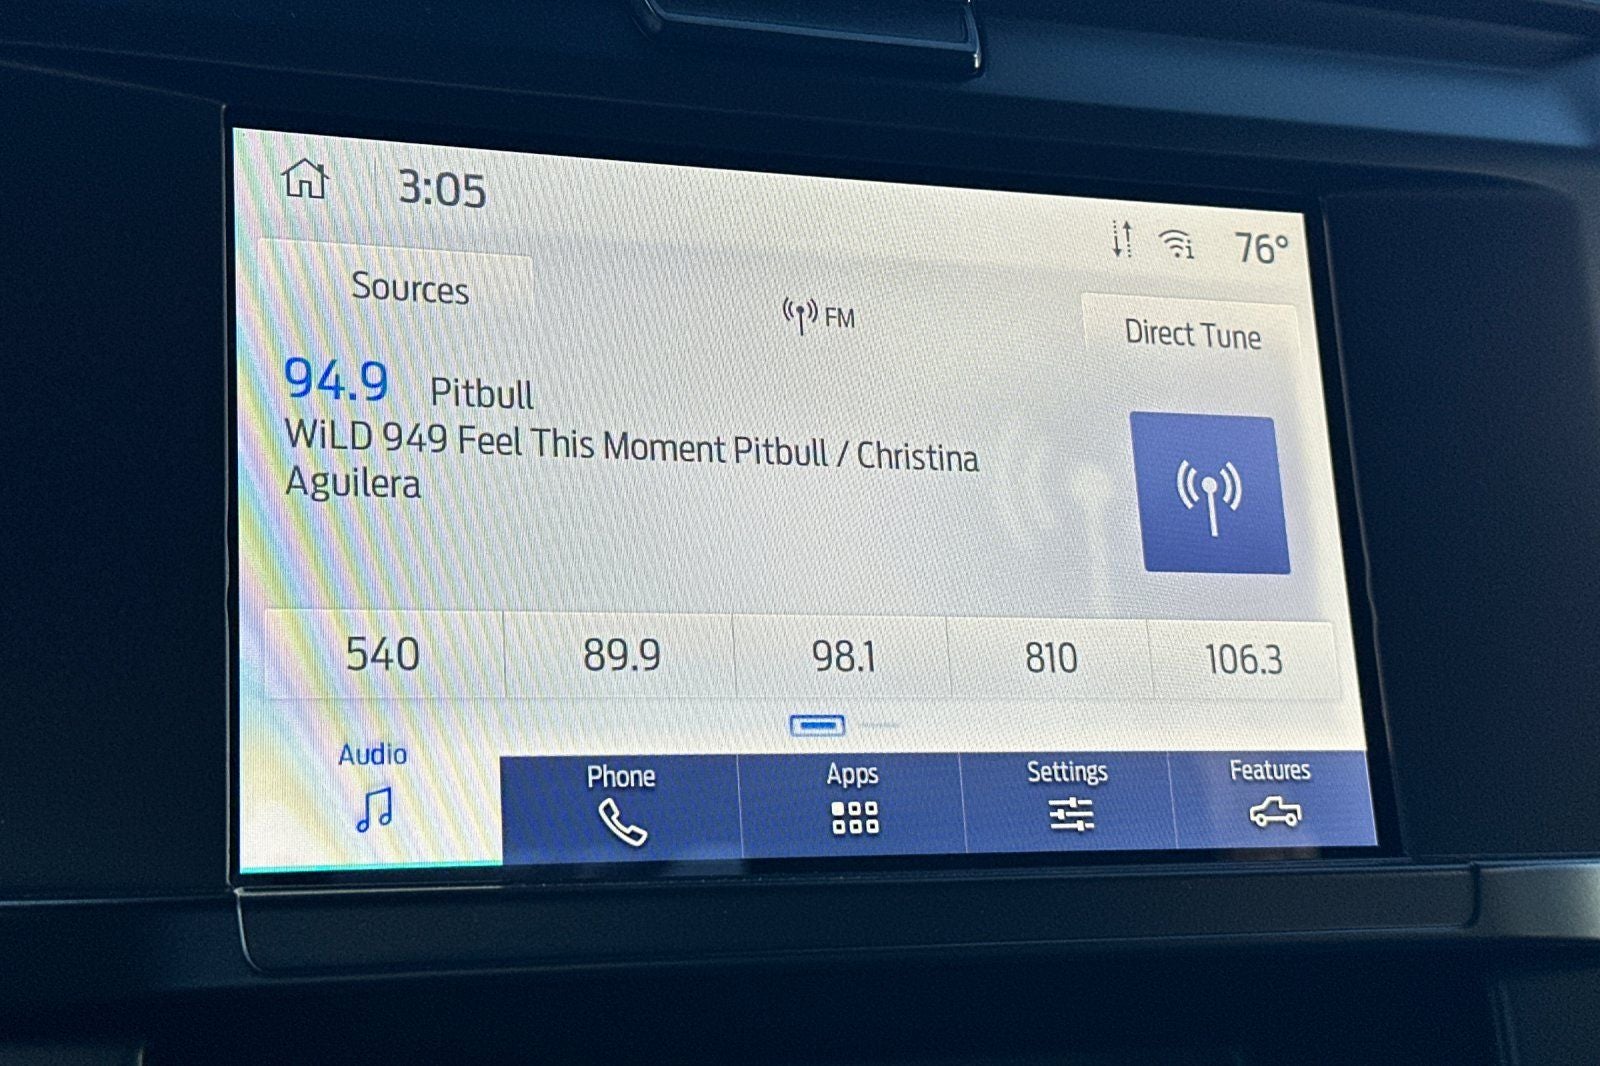 3:05
76°
Sources
FM
Direct Tune
94.9 Pitbull
WiLD 949 Feel This Moment Pitbull / Christina
Aguilera
540 89.9 98.1 810 106.3
Audio Phone Apps Settings Features